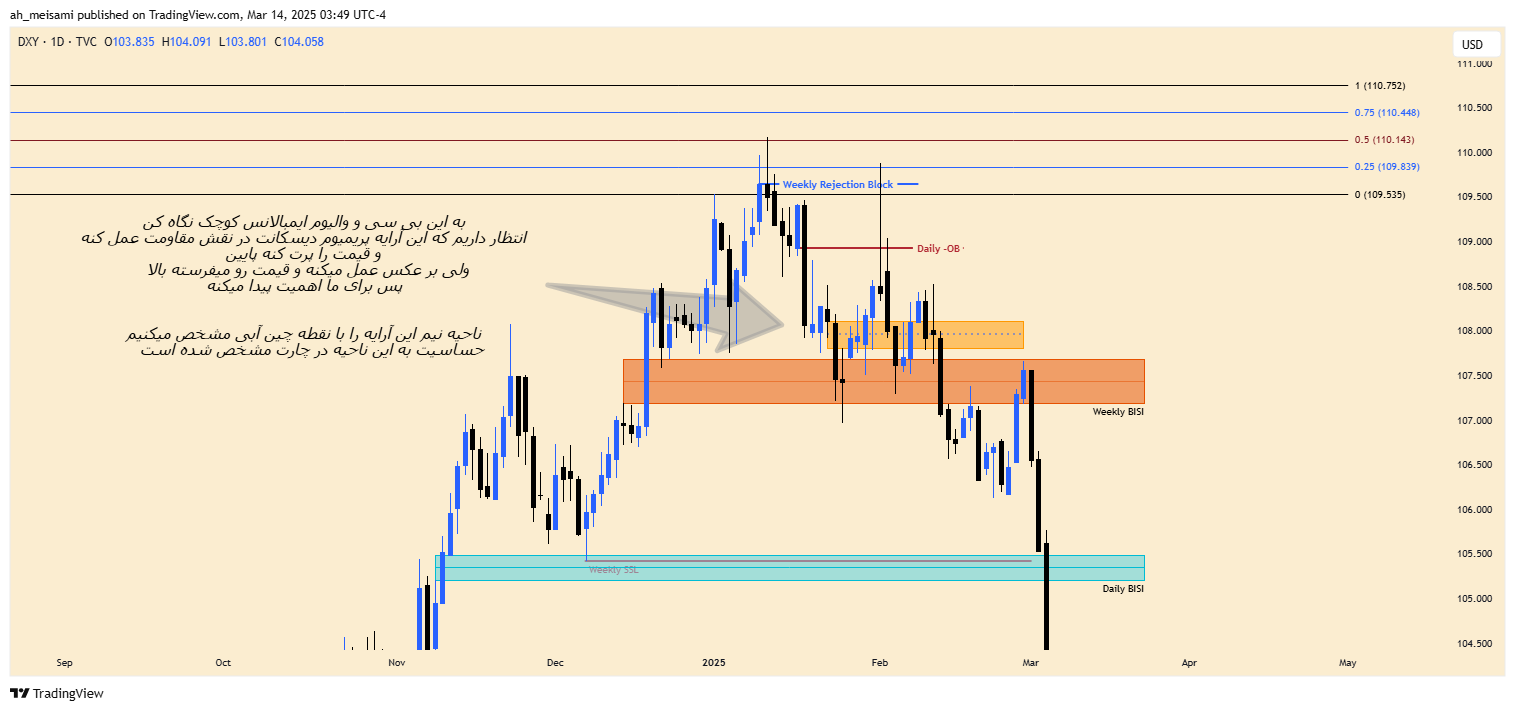 ah_meisami published on TradingView.com, Mar 14, 2025 03:49 UTC-4
DXY · 1D · TVC O103.835 H104.091 L103.801 C104.058
USD
111.000
1 (110.752)
110.500
0.75 (110.448)
0.5 (110.143)
110.000
0.25 (109.839)
Weekly Rejection Block
109.500
0 (109.535)
به این بی سی و والیوم ایمبالانس کوچک نگاه کن
انتظار داریم که این آرایه پریمیوم دیسکانت در نقش مقاومت عمل کنه
و قیمت را پرت کنه پایین
ولی بر عکس عمل میکنه و قیمت رو میفرسته بالا
پس برای ما اهمیت پیدا میکنه
109.000
Daily -OB
108.500
108.000
ناحیه نیم این آرایه را با نقطه چین آبی مشخص میکنیم
حساسیت به این ناحیه در چارت مشخص شده است
107.500
Weekly BISI
107.000
106.500
106.000
105.500
Weekly SSL
Daily BISI
105.000
104.500
Sep Oct Nov Dec 2025 Feb Mar Apr May
TradingView